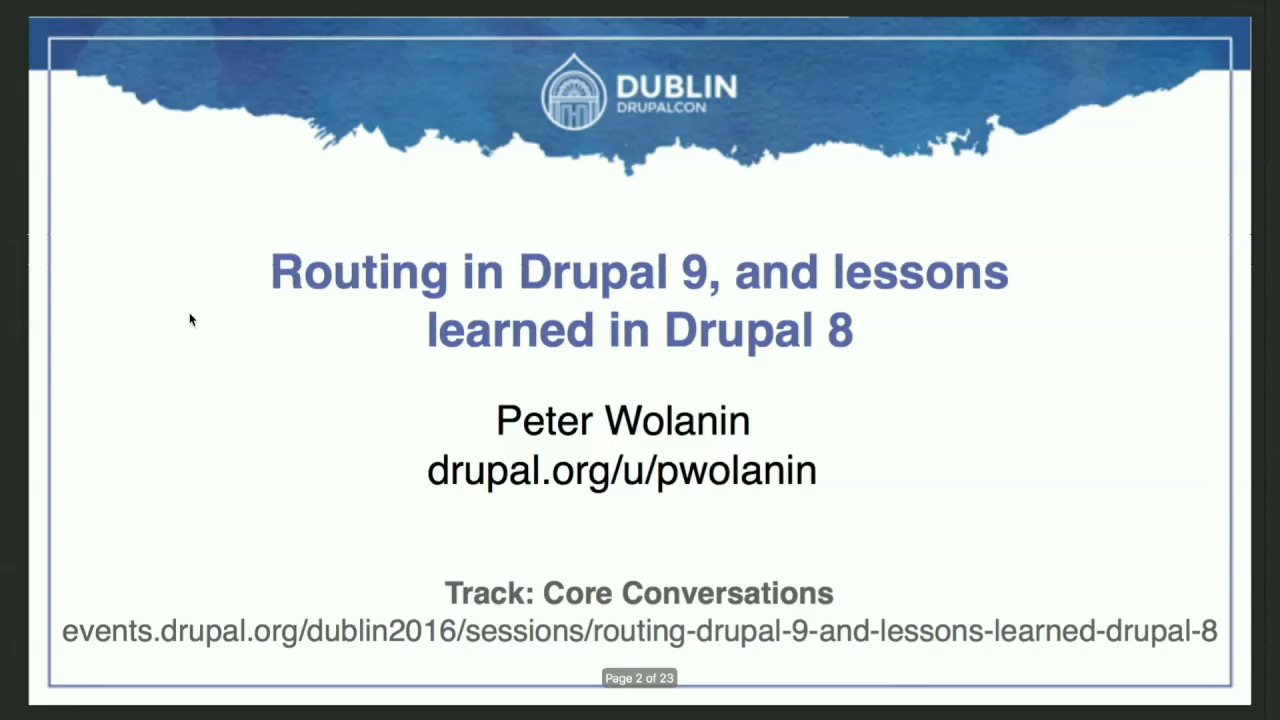 DUBLIN
DRUPALCON
Routing in Drupal 9, and lessons
learned in Drupal 8
Peter Wolanin
drupal.org/u/pwolanin
Track: Core Conversations
events.drupal.org/dublin2016/sessions/routing-drupal-9-and-lessons-learned-drupal-8
Page 2 of 23